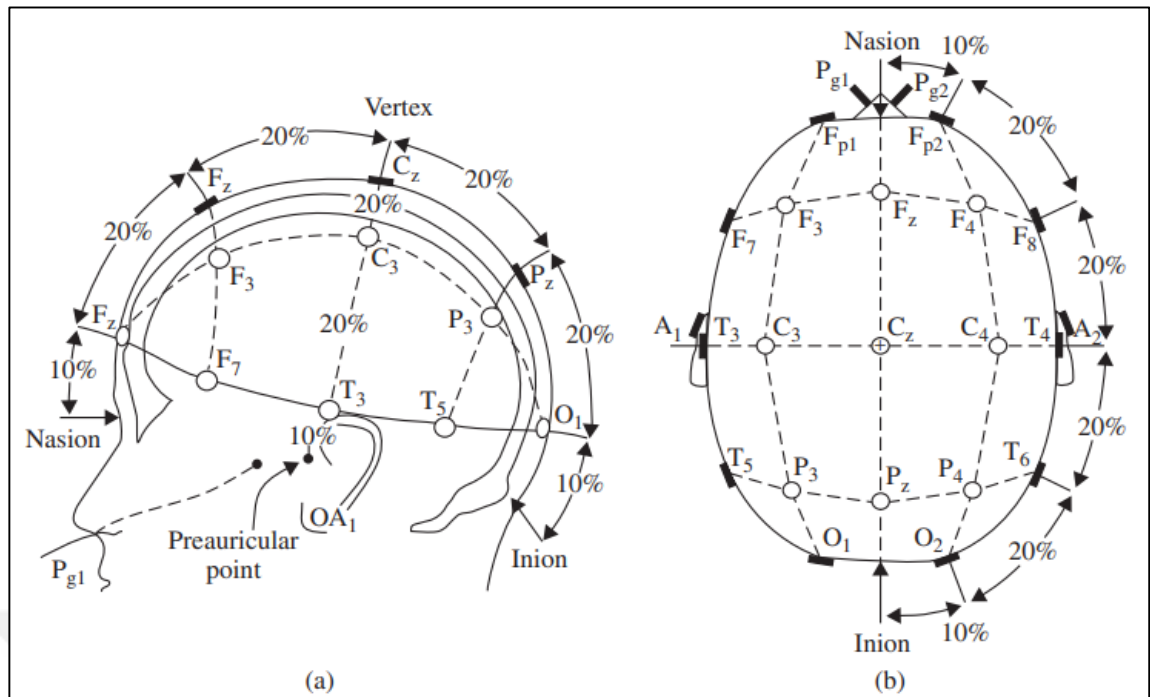 Vertex
20%
Fz
Cz
20%
20%
20%
F3
C3
Fz
P3
Pz
20%
20%
10%
F7
T3
T5
O1
Nasion
10%
10%
OA1
Preauricular
point
Inion
Pg1
(a)
Nasion
10%
Pg1
Pg2
Fp1
Fp2
20%
F7
F3
Fz
F4
F8
20%
A1
T3
C3
Cz
C4
T4
A2
20%
T5
P3
Pz
P4
T6
O1
O2
20%
Inion
10%
(b)